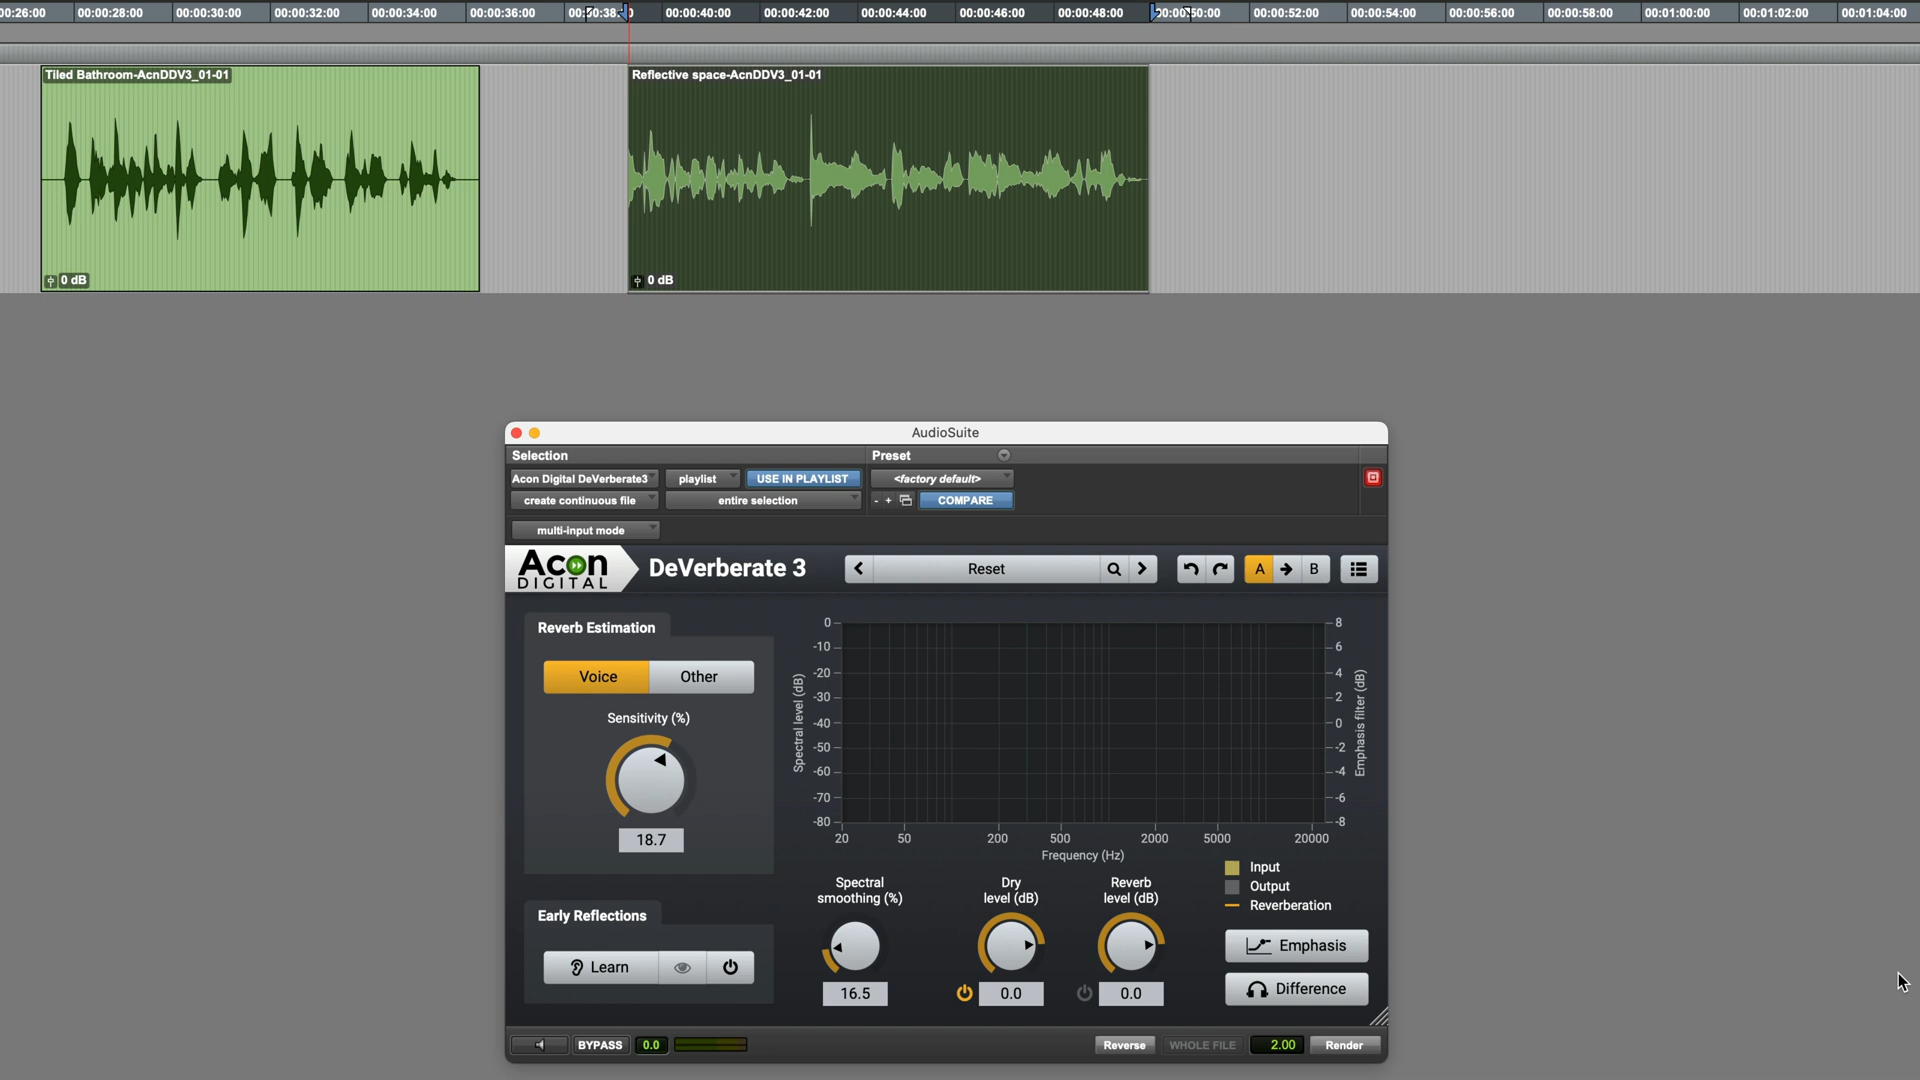 00:26:00 00:00:28:00 00:00:30:00 00:00:32:00 00:00:34:00 00:00:36:00 00:00:40:00 00:00:42:00 00:00:44:00 00:00:46:00 00:00:48:00 00:00:52:00 00:00:54:00 00:00:56:00 00:00:58:00 00:01:00:00 00:01:02:00 00:01:04:00
Tiled Bathroom-AcnDDV3_01-01
Reflective space-AcnDDV3_01-01
0 dB
0 dB
AudioSuite
Selection
Preset
Acon Digital DeVerberate3
playlist
USE IN PLAYLIST
<factory default>
create continuous file
entire selection
- +
COMPARE
multi-input mode
Acon
DIGITAL
DeVerberate 3
Reset
A
B
Reverb Estimation
Voice
Other
Sensitivity (%)
18.7
Early Reflections
Learn
Spectral level (dB)
0
-10
-20
-30
-40
-50
-60
-70
-80
8
6
4
2
0
-2
-4
-6
-8
Emphasis filter (dB)
20 50 200 500 2000 5000 20000
Frequency (Hz)
Spectral
smoothing (%)
16.5
Dry
level (dB)
0.0
Reverb
level (dB)
0.0
Input
Output
Reverberation
Emphasis
Difference
BYPASS
0.0
Reverse
WHOLE FILE
2.00
Render